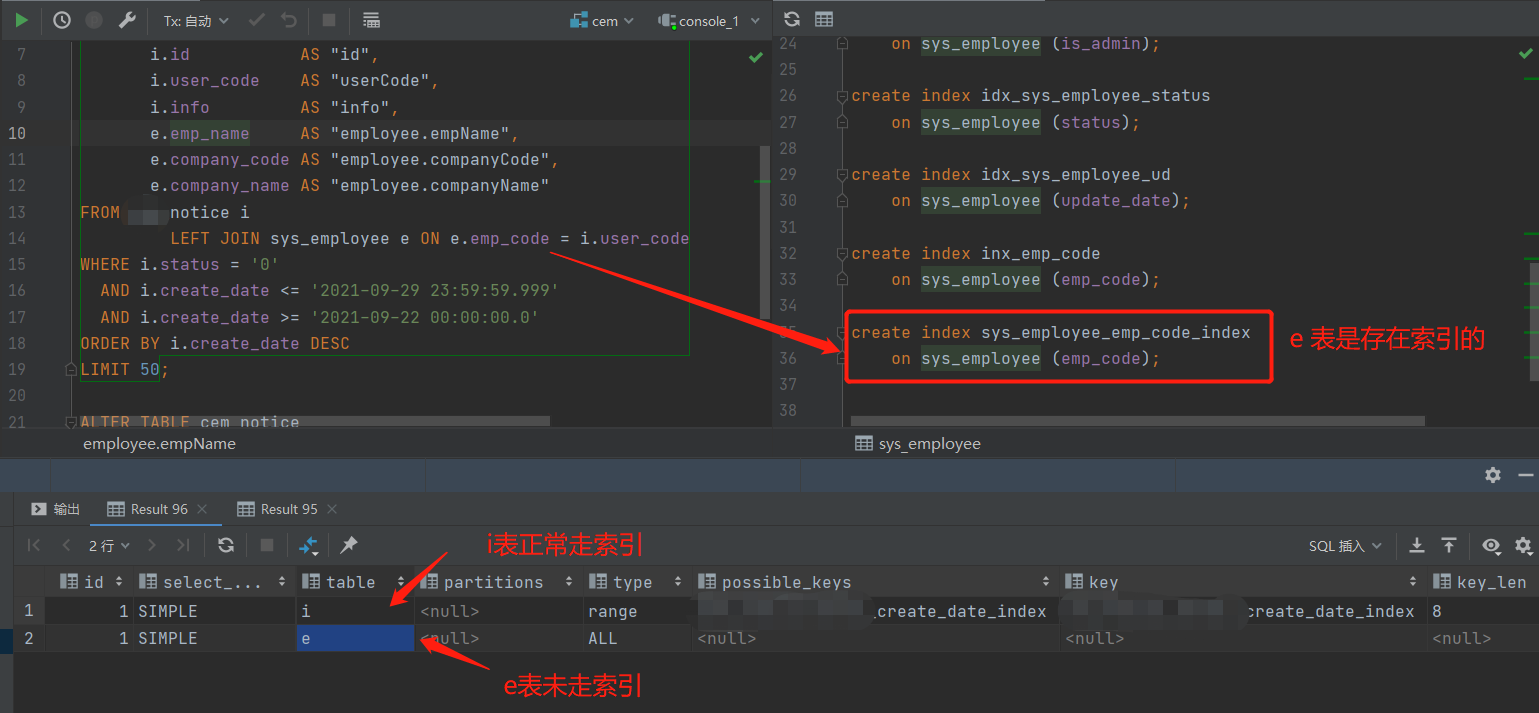 Tx: 自动
cem
console_1
7 i.id AS "id",
8 i.user_code AS "userCode",
9 i.info AS "info",
10 e.emp_name AS "employee.empName",
11 e.company_code AS "employee.companyCode",
12 e.company_name AS "employee.companyName"
13 FROM notice i
14 LEFT JOIN sys_employee e ON e.emp_code = i.user_code
15 WHERE i.status = '0'
16 AND i.create_date <= '2021-09-29 23:59:59.999'
17 AND i.create_date >= '2021-09-22 00:00:00.0'
18 ORDER BY i.create_date DESC
19 LIMIT 50;
20
21 ALTER TABLE cem_notice
employee.empName
24 on sys_employee (is_admin);
25
26 create index idx_sys_employee_status
27 on sys_employee (status);
28
29 create index idx_sys_employee_ud
30 on sys_employee (update_date);
31
32 create index inx_emp_code
33 on sys_employee (emp_code);
34
35 create index sys_employee_emp_code_index
36 on sys_employee (emp_code);
37
38
e 表是存在索引的
sys_employee
输出 Result 96 Result 95
2 行
i表正常走索引
SQL 插入
id select_... table partitions type possible_keys key key_len
1 1 SIMPLE i <null> range _create_date_index create_date_index 8
2 1 SIMPLE e <null> ALL <null> <null> <null>
e表未走索引